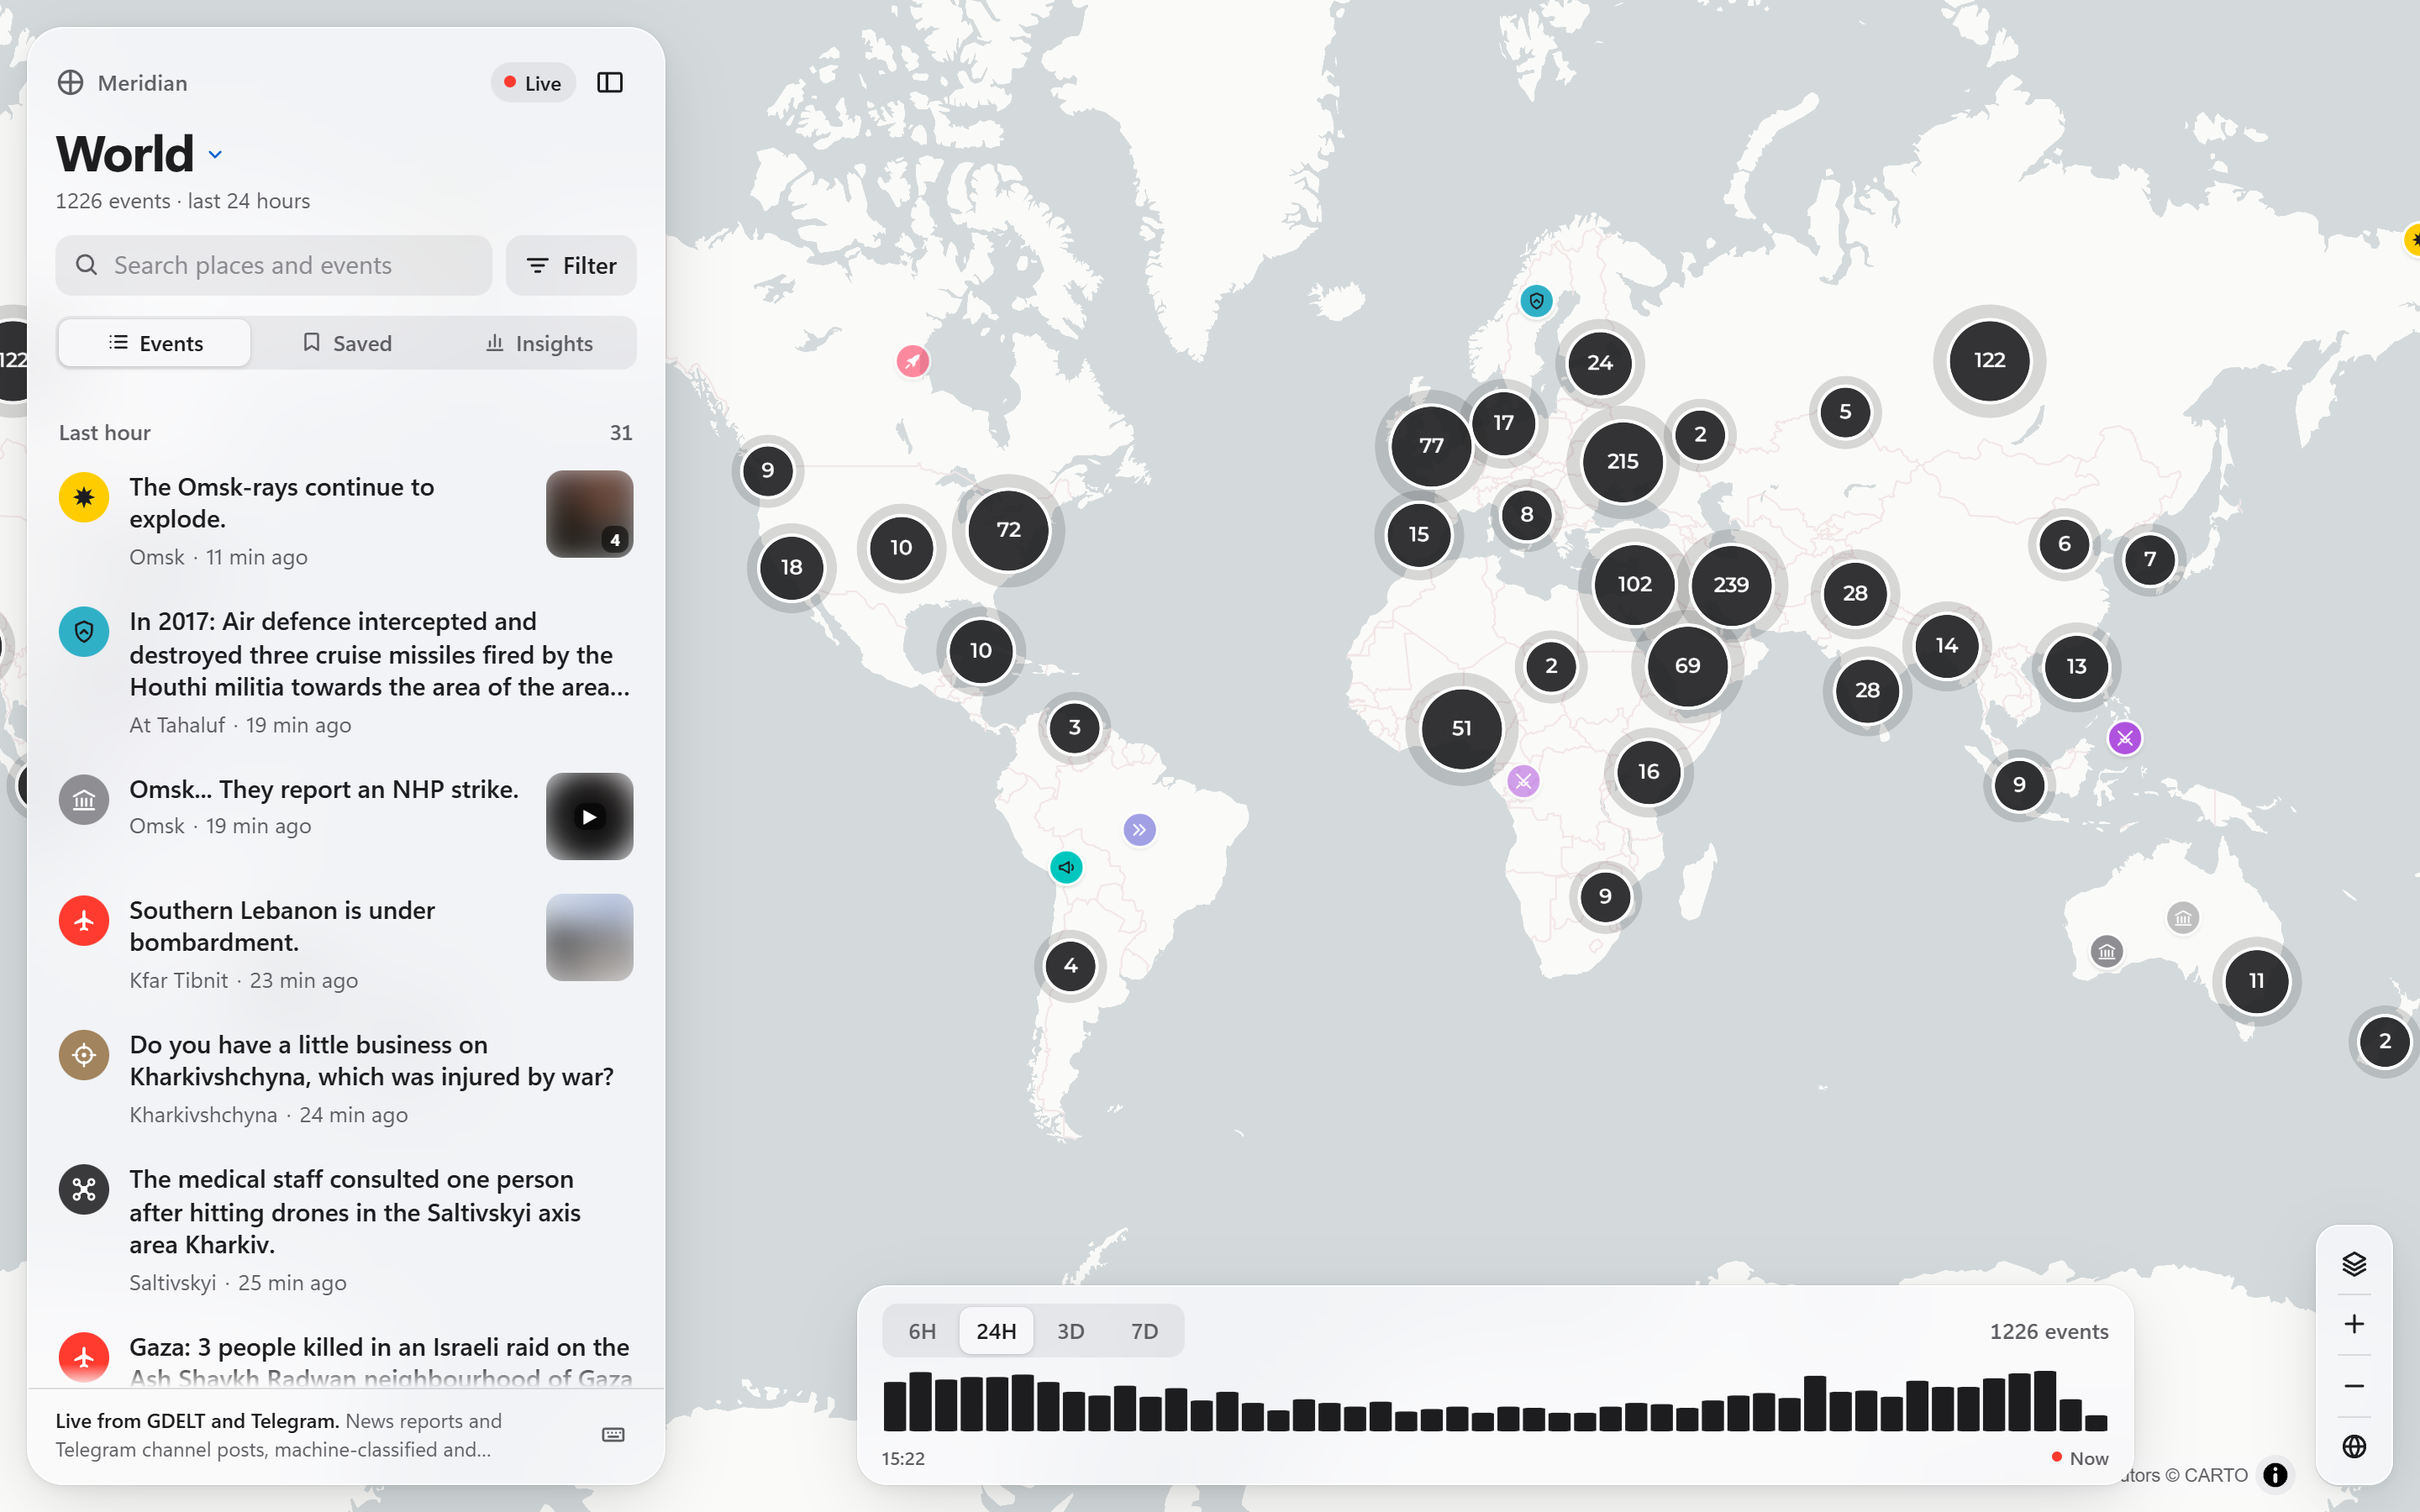 Meridian
Live
World
1226 events · last 24 hours
Search places and events
Filter
Events
Saved
Insights
Last hour
31
The Omsk-rays continue to
explode.
Omsk · 11 min ago
4
In 2017: Air defence intercepted and
destroyed three cruise missiles fired by the
Houthi militia towards the area of the area...
At Tahaluf · 19 min ago
Omsk... They report an NHP strike.
Omsk · 19 min ago
Southern Lebanon is under
bombardment.
Kfar Tibnit · 23 min ago
Do you have a little business on
Kharkivshchyna, which was injured by war?
Kharkivshchyna · 24 min ago
The medical staff consulted one person
after hitting drones in the Saltivskyi axis
area Kharkiv.
Saltivskyi · 25 min ago
Gaza: 3 people killed in an Israeli raid on the
Ash Shaykh Radwan neighbourhood of Gaza
Live from GDELT and Telegram. News reports and
Telegram channel posts, machine-classified and...
122
24
122
17
5
77
2
215
9
72
15
8
10
18
6
7
102
239
28
10
2
69
14
13
28
3
51
16
9
9
4
11
2
6H
24H
3D
7D
1226 events
15:22
Now
© CARTO